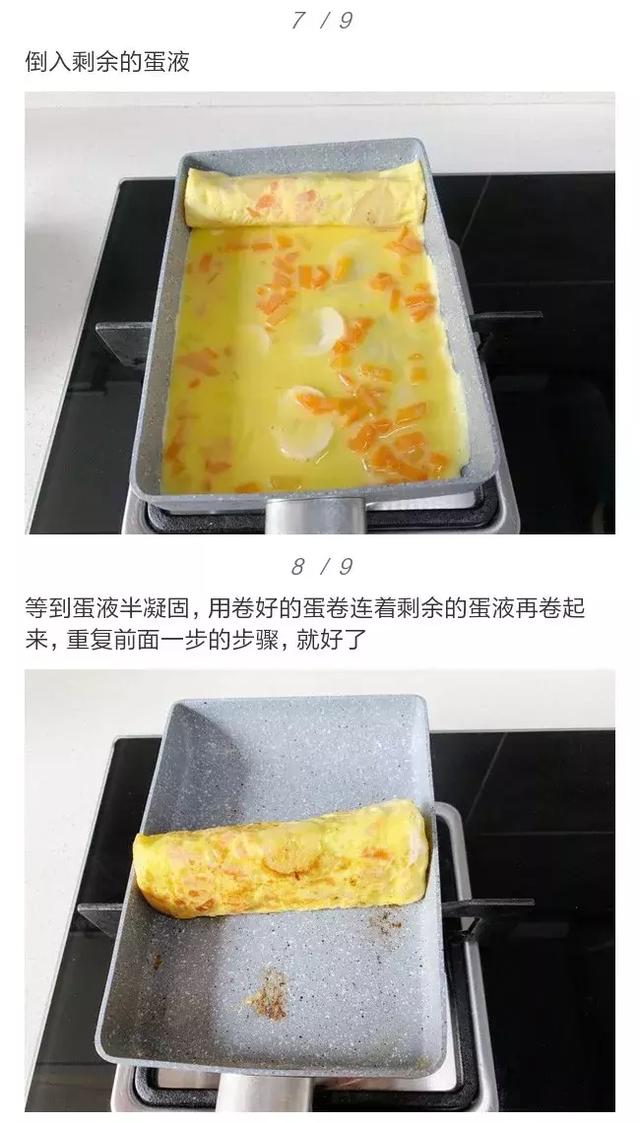 7 / 9
倒入剩余的蛋液
8 / 9
等到蛋液半凝固，用卷好的蛋卷连着剩余的蛋液再卷起
来，重复前面一步的步骤，就好了